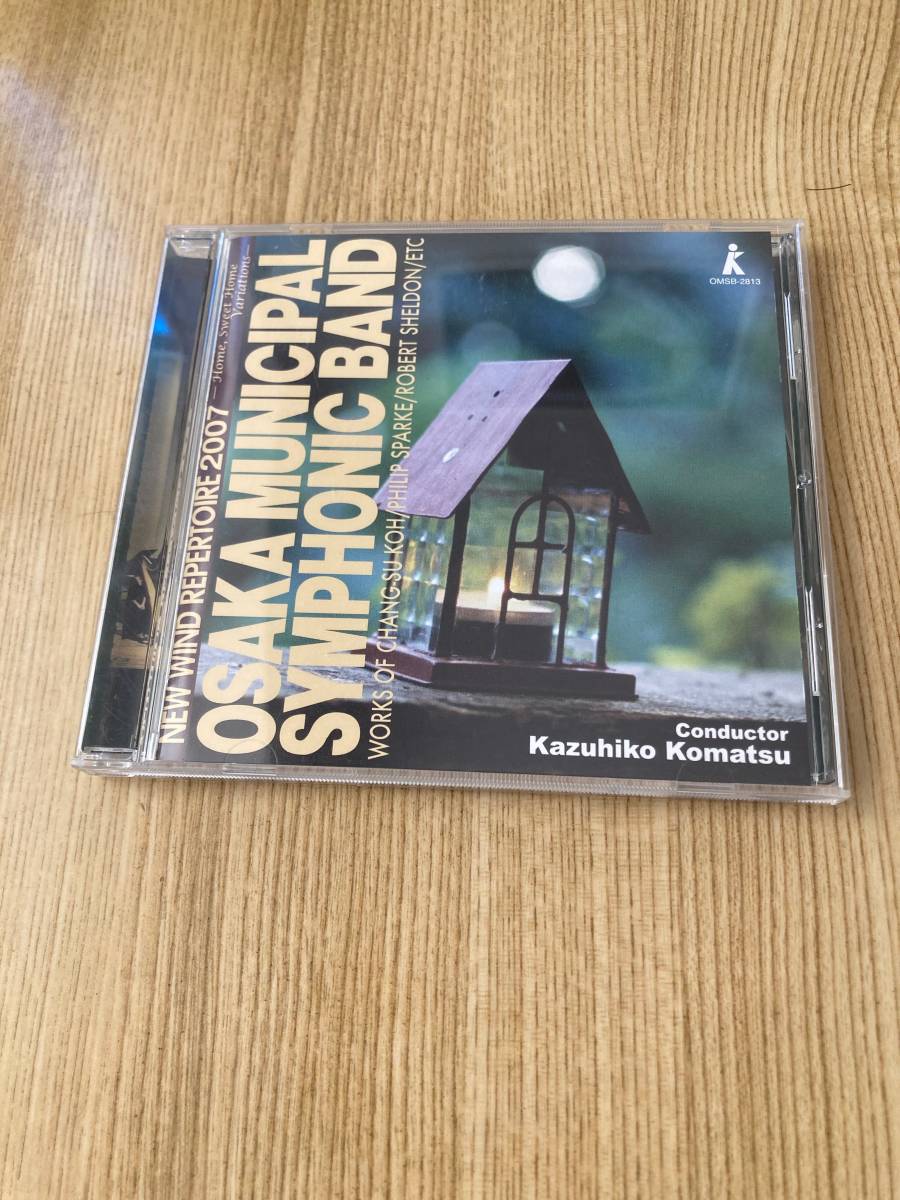 NEW WIND REPERTOIRE 2007 —Home, Sweet Home
Variations—
OSAKA MUNICIPAL
SYMPHONIC BAND
WORKS OF CHANG-SU KOH/PHILIP SPARKE/ROBERT SHELDON/ETC
k
OMSB-2813
Conductor
Kazuhiko Komatsu